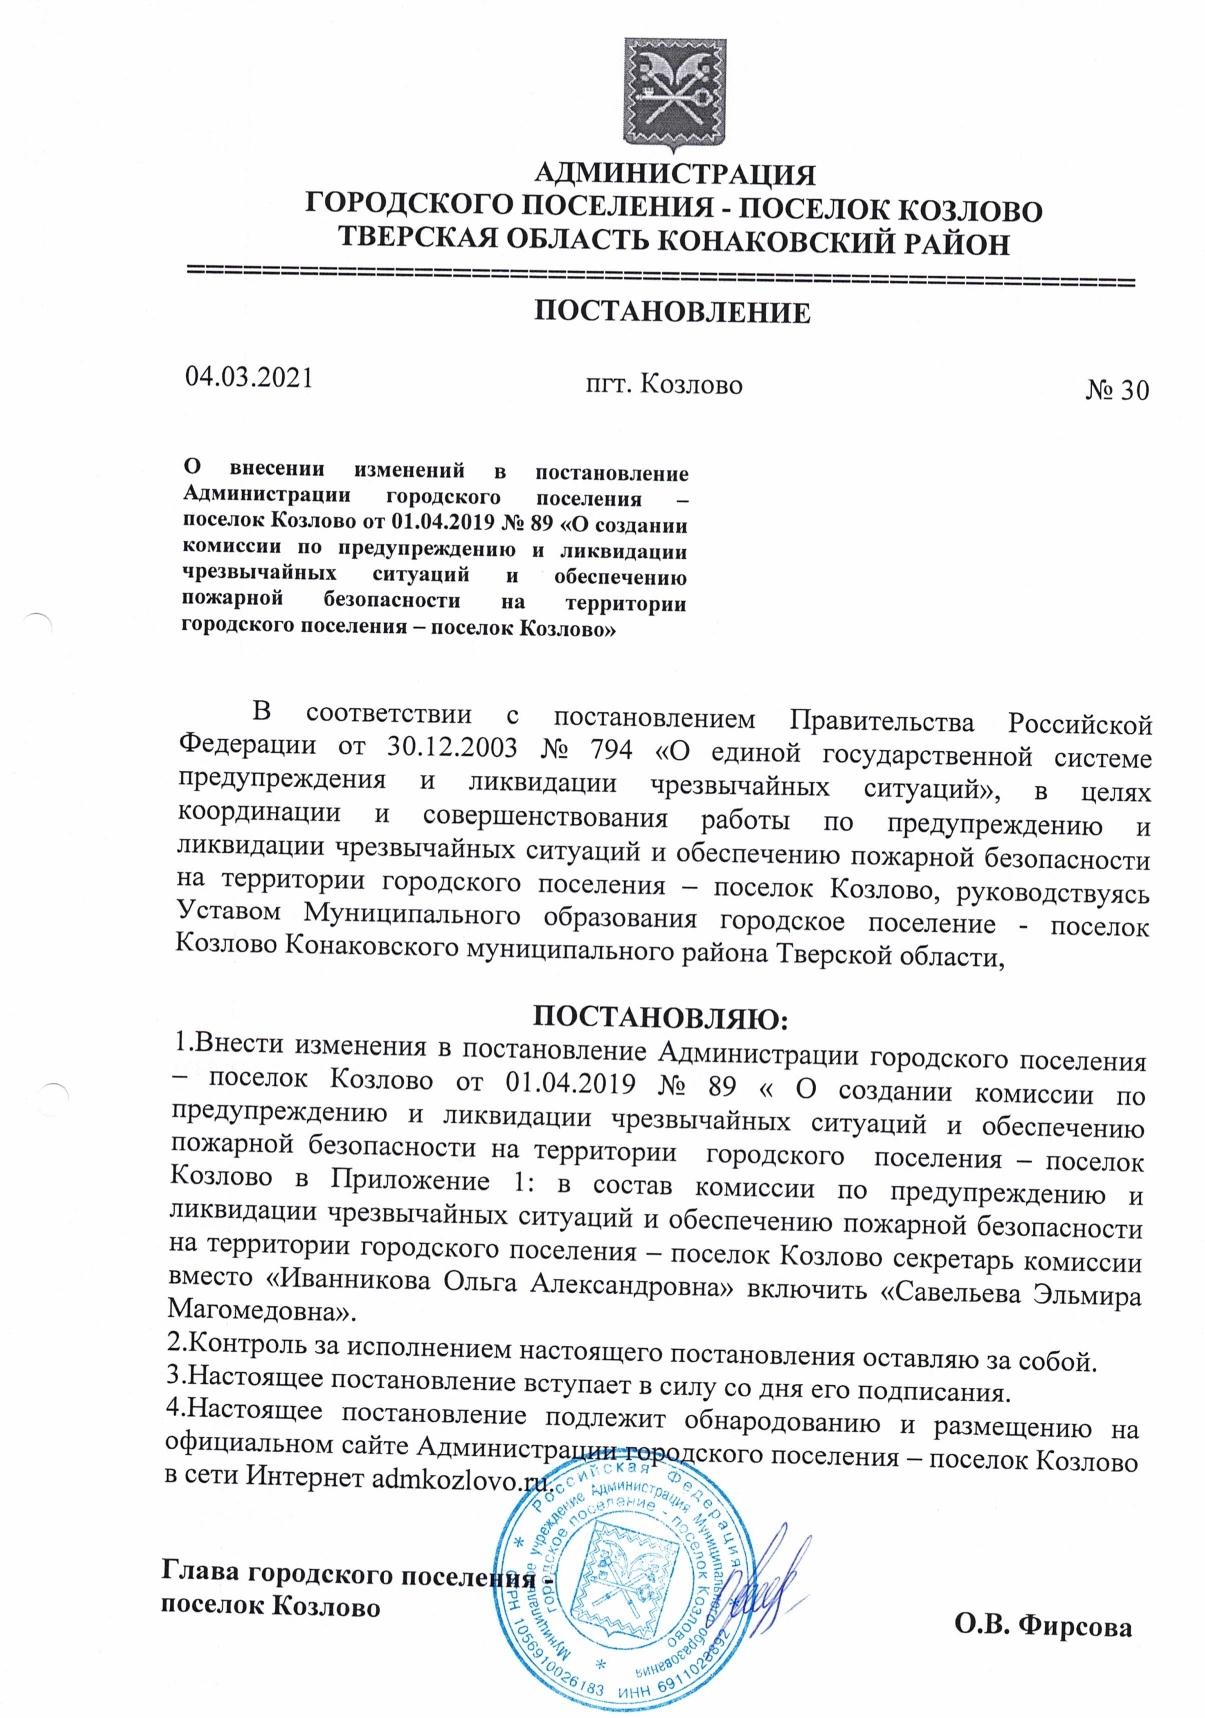 АДМИНИСТРАЦИЯ
ГОРОДСКОГО ПОСЕЛЕНИЯ - ПОСЕЛОК КОЗЛОВО
ТВЕРСКАЯ ОБЛАСТЬ КОНАКОВСКИЙ РАЙОН
ПОСТАНОВЛЕНИЕ
04.03.2021 пгт. Козлово № 30
О внесении изменений в постановление
Администрации городского поселения –
поселок Козлово от 01.04.2019 № 89 «О создании
комиссии по предупреждению и ликвидации
чрезвычайных ситуаций и обеспечению
пожарной безопасности на территории
городского поселения – поселок Козлово»
В соответствии с постановлением Правительства Российской
Федерации от 30.12.2003 № 794 «О единой государственной системе
предупреждения и ликвидации чрезвычайных ситуаций», в целях
координации и совершенствования работы по предупреждению и
ликвидации чрезвычайных ситуаций и обеспечению пожарной безопасности
на территории городского поселения – поселок Козлово, руководствуясь
Уставом Муниципального образования городское поселение - поселок
Козлово Конаковского муниципального района Тверской области,
ПОСТАНОВЛЯЮ:
1.Внести изменения в постановление Администрации городского поселения
– поселок Козлово от 01.04.2019 № 89 « О создании комиссии по
предупреждению и ликвидации чрезвычайных ситуаций и обеспечению
пожарной безопасности на территории городского поселения – поселок
Козлово в Приложение 1: в состав комиссии по предупреждению и
ликвидации чрезвычайных ситуаций и обеспечению пожарной безопасности
на территории городского поселения – поселок Козлово секретарь комиссии
вместо «Иванникова Ольга Александровна» включить «Савельева Эльмира
Магомедовна».
2.Контроль за исполнением настоящего постановления оставляю за собой.
3.Настоящее постановление вступает в силу со дня его подписания.
4.Настоящее постановление подлежит обнародованию и размещению на
официальном сайте Администрации городского поселения – поселок Козлово
в сети Интернет admkozlovo.ru.
Глава городского поселения -
поселок Козлово
О.В. Фирсова
Российская Федерация
Муниципальное учреждение Администрация Муниципального образования
городское поселение - поселок Козлово
ОГРН 1056910026183 ИНН 6911023892